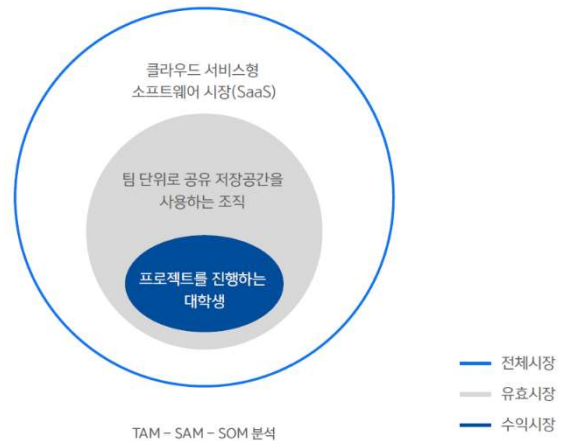 클라우드 서비스형
소프트웨어 시장(SaaS)
팀 단위로 공유 저장공간을
사용하는 조직
프로젝트를 진행하는
대학생
전체시장
유효시장
수익시장
TAM – SAM – SOM 분석